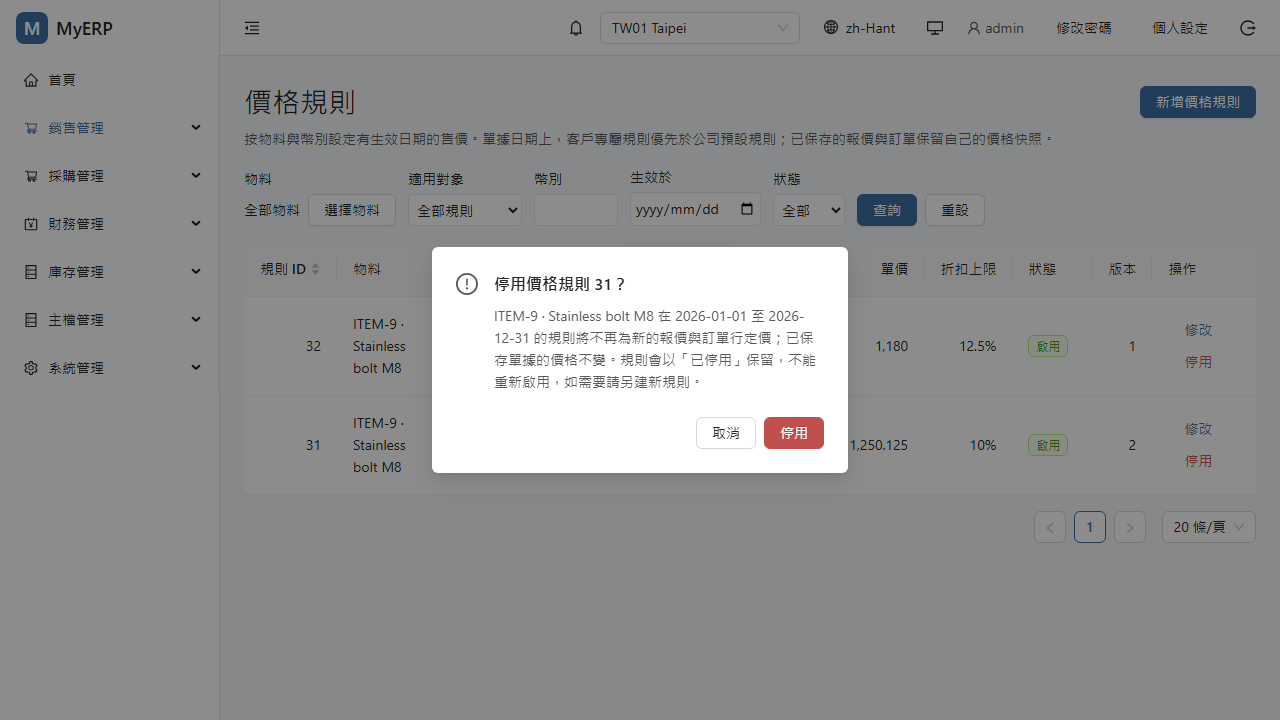 M MyERP
TW01 Taipei
zh-Hant
admin
修改密碼
個人設定
首頁
銷售管理
採購管理
財務管理
庫存管理
主檔管理
系統管理
價格規則
新增價格規則
按物料與幣別設定有生效日期的售價。單據日期上，客戶專屬規則優先於公司預設規則；已保存的報價與訂單保留自己的價格快照。
物料
適用對象
幣別
生效於
狀態
全部物料
選擇物料
全部規則
yyyy/mm/dd
全部
查詢
重設
規則 ID
物料
單價
折扣上限
狀態
版本
操作
32
ITEM-9 ·
Stainless
bolt M8
1,180
12.5%
啟用
1
修改
停用
31
ITEM-9 ·
Stainless
bolt M8
1,250.125
10%
啟用
2
修改
停用
停用價格規則 31？
ITEM-9 · Stainless bolt M8 在 2026-01-01 至 2026-
12-31 的規則將不再為新的報價與訂單行定價；已保
存單據的價格不變。規則會以「已停用」保留，不能
重新啟用，如需要請另建新規則。
取消
停用
1
20 條/頁